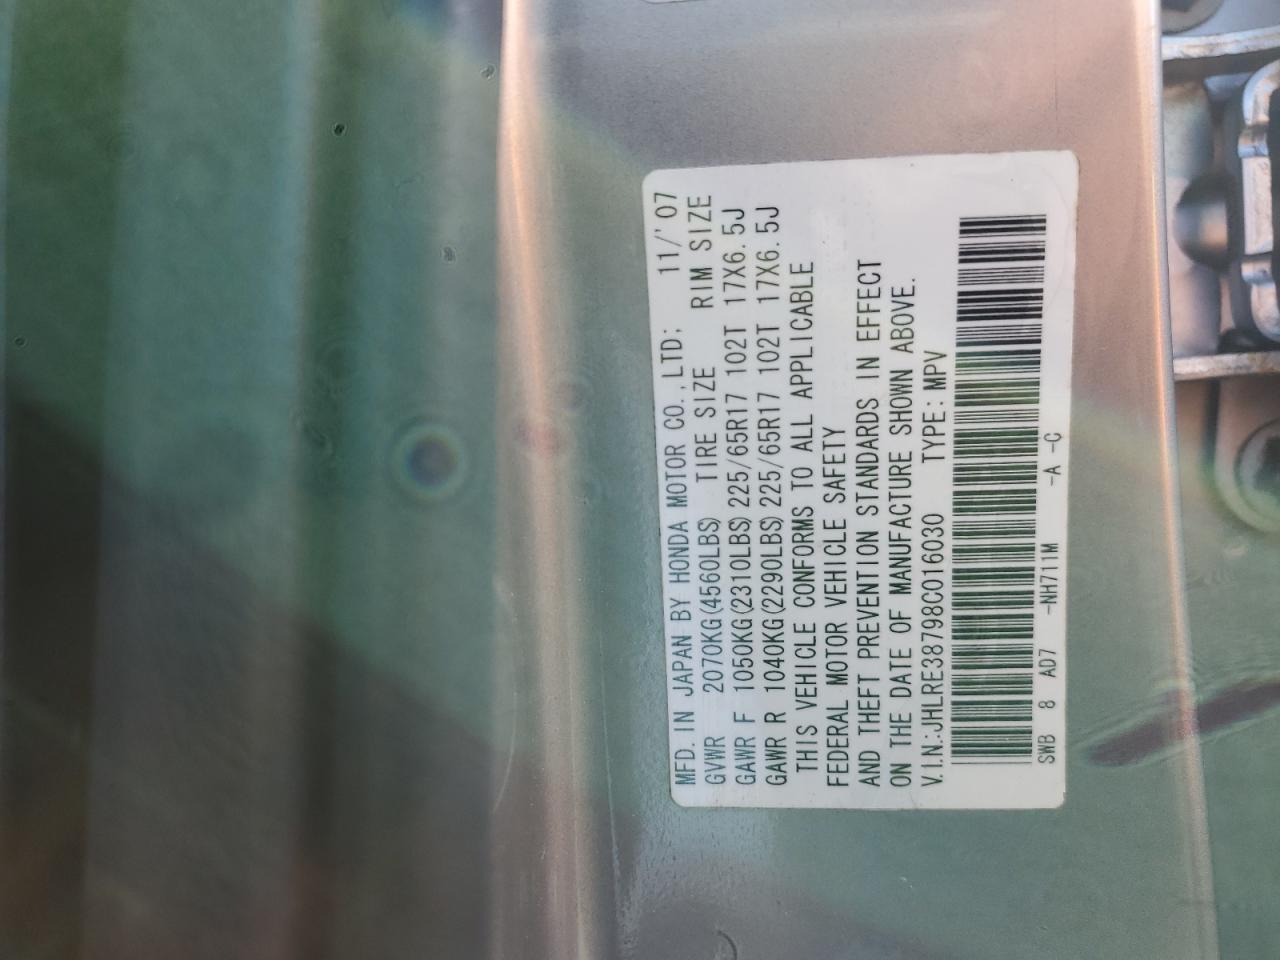 MFD. IN JAPAN BY HONDA MOTOR CO., LTD; 11/'07
GVWR 2070KG(4560LBS) TIRE SIZE RIM SIZE
GAWR F 1050KG(2310LBS) 225/65R17 102T 17X6.5J
GAWR R 1040KG(2290LBS) 225/65R17 102T 17X6.5J
THIS VEHICLE CONFORMS TO ALL APPLICABLE
FEDERAL MOTOR VEHICLE SAFETY
AND THEFT PREVENTION STANDARDS IN EFFECT
ON THE DATE OF MANUFACTURE SHOWN ABOVE.
V.I.N.:JHLRE38798C016030 TYPE: MPV
SWB 8 AD7 -NH711M -A -C